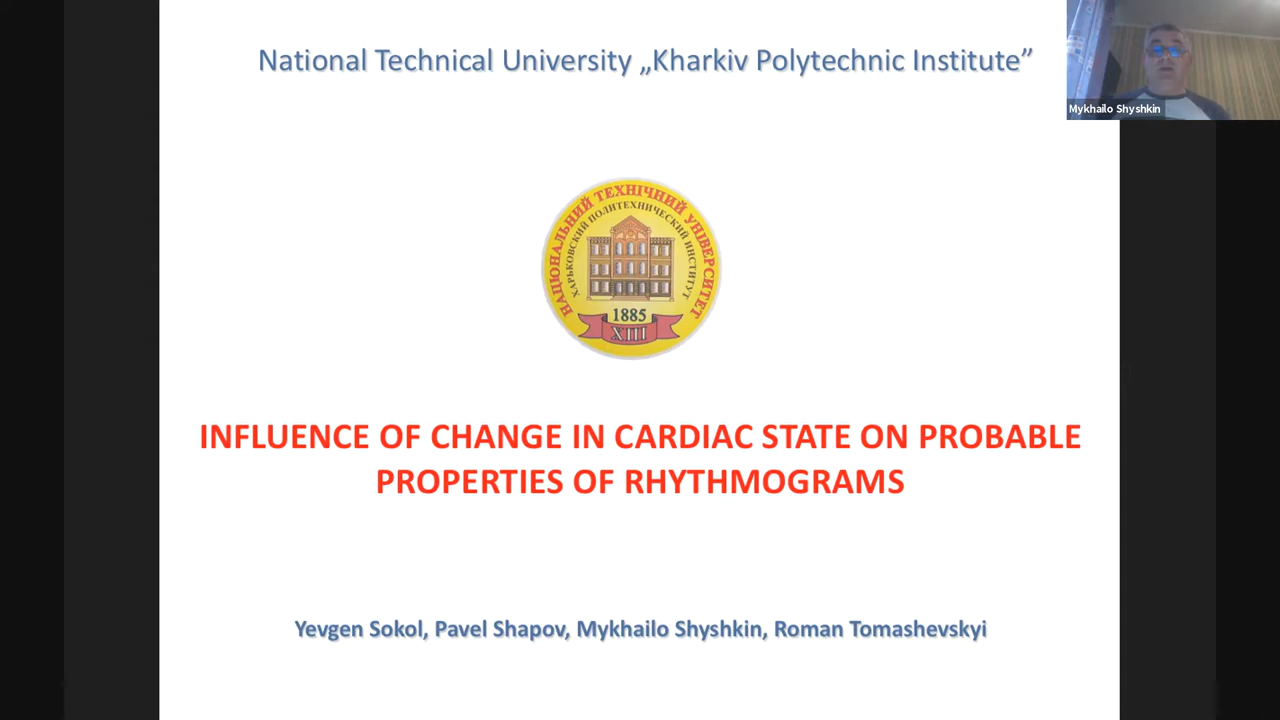 National Technical University „Kharkiv Polytechnic Institute”
Mykhailo Shyshkin
НАЦІОНАЛЬНИЙ ТЕХНІЧНИЙ УНІВЕРСИТЕТ
ХАРЬКОВСКИЙ ПОЛИТЕХНИЧЕСКИЙ ИНСТИТУТ
1885
XIII
INFLUENCE OF CHANGE IN CARDIAC STATE ON PROBABLE
PROPERTIES OF RHYTHMOGRAMS
Yevgen Sokol, Pavel Shapov, Mykhailo Shyshkin, Roman Tomashevskyi